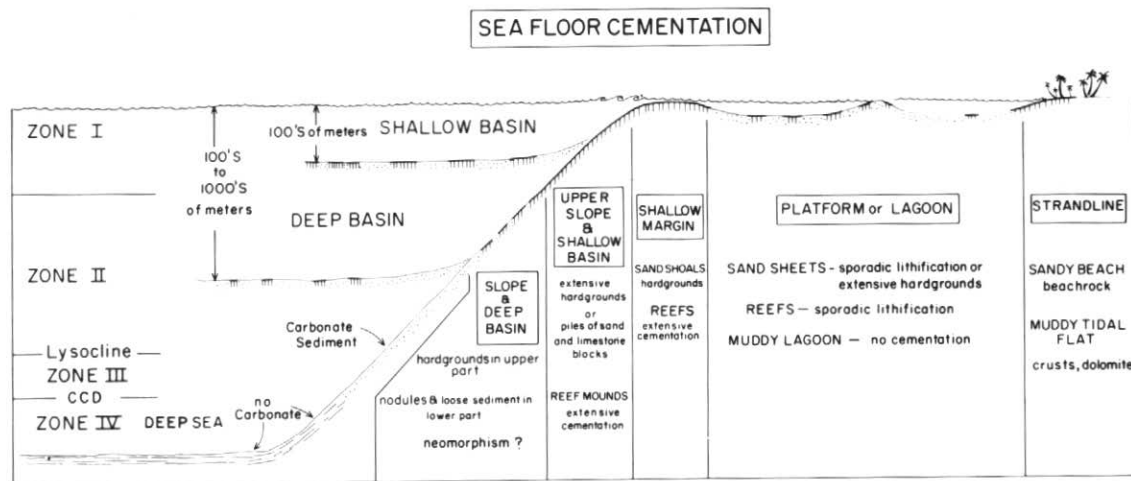 SEA FLOOR CEMENTATION
ZONE I
100'S of meters
SHALLOW BASIN
100'S
to
1000'S
of meters
DEEP BASIN
ZONE II
Carbonate
Sediment
Lysocline
ZONE III
CCD
ZONE IV DEEP SEA
no
Carbonate
SLOPE
&
DEEP
BASIN
hardgrounds in upper
part
nodules & loose sediment in
lower part
neomorphism ?
UPPER
SLOPE
&
SHALLOW
BASIN
extensive
hardgrounds
or
piles of sand
and limestone
blocks
REEF MOUNDS
extensive
cementation
SHALLOW
MARGIN
SAND SHOALS
hardgrounds
REEFS
extensive
cementation
PLATFORM or LAGOON
SAND SHEETS - sporadic lithification or
extensive hardgrounds
REEFS — sporadic lithification
MUDDY LAGOON — no cementation
STRANDLINE
SANDY BEACH
beachrock
MUDDY TIDAL
FLAT
crusts, dolomite